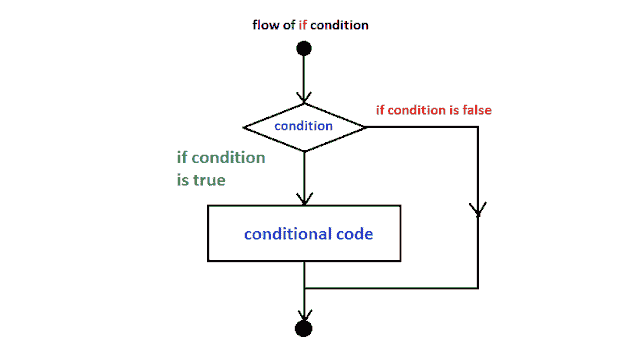 flow of if condition
condition
if condition is false
if condition
is true
conditional code